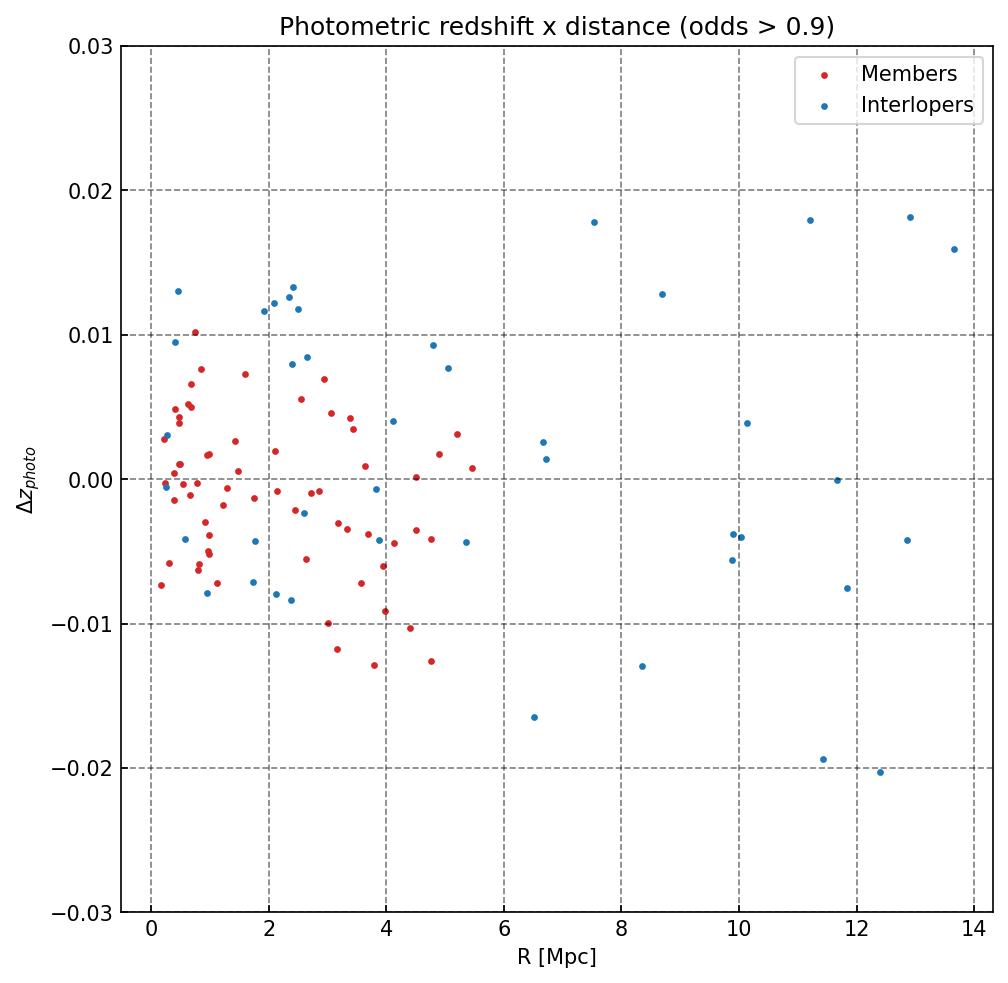 Photometric redshift x distance (odds > 0.9)
Members
Interlopers
0.03
0.02
0.01
0.00
−0.01
−0.02
−0.03
Δz_photo
0 2 4 6 8 10 12 14
R [Mpc]